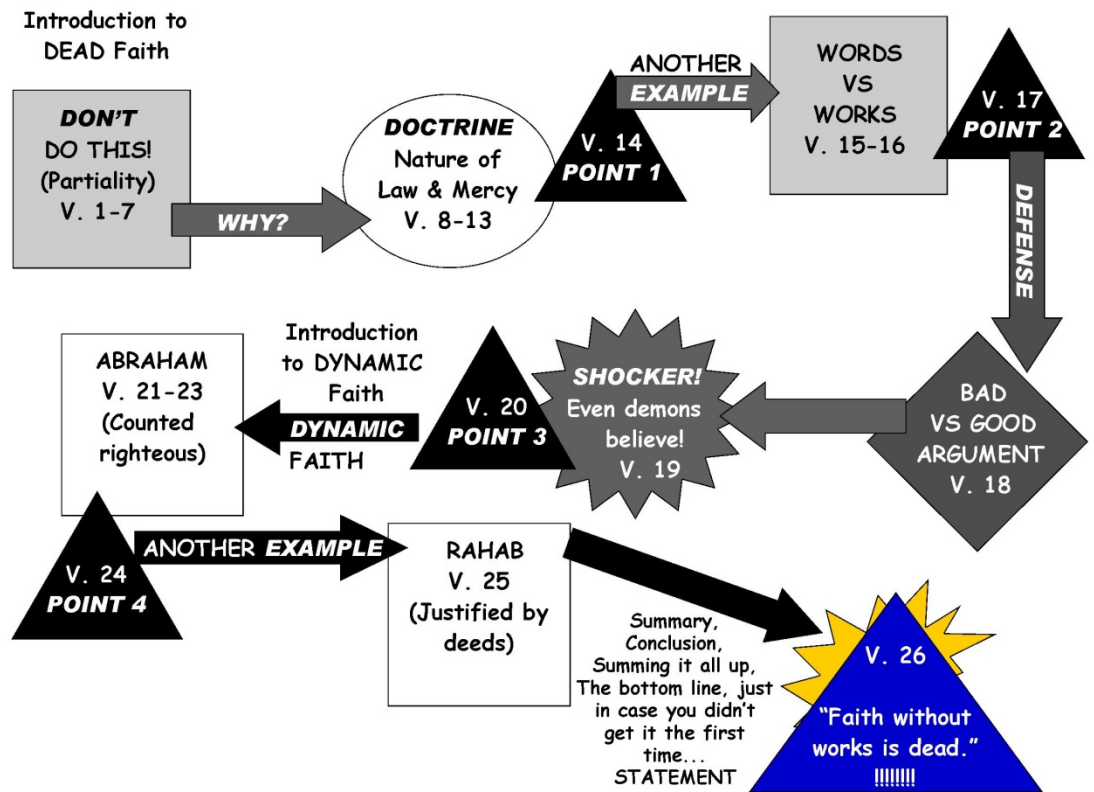 Introduction to
DEAD Faith
DON'T
DO THIS!
(Partiality)
V. 1-7
WHY?
DOCTRINE
Nature of
Law & Mercy
V. 8-13
V. 14
POINT 1
ANOTHER
EXAMPLE
WORDS
VS
WORKS
V. 15-16
V. 17
POINT 2
DEFENSE
BAD
VS GOOD
ARGUMENT
V. 18
SHOCKER!
Even demons
believe!
V. 19
V. 20
POINT 3
Introduction
to DYNAMIC
Faith
DYNAMIC
FAITH
ABRAHAM
V. 21-23
(Counted
righteous)
V. 24
POINT 4
ANOTHER EXAMPLE
RAHAB
V. 25
(Justified by
deeds)
Summary,
Conclusion,
Summing it all up,
The bottom line, just
in case you didn't
get it the first
time...
STATEMENT
V. 26
"Faith without
works is dead."
!!!!!!!!